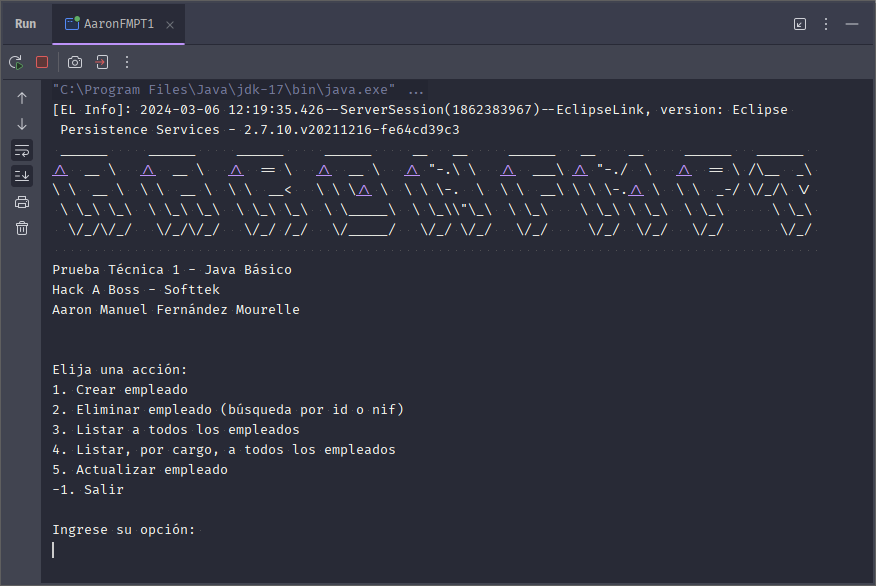 Run
AaronFMPT1
"C:\Program Files\Java\jdk-17\bin\java.exe" ...
[EL Info]: 2024-03-06 12:19:35.426--ServerSession(1862383967)--EclipseLink, version: Eclipse
Persistence Services - 2.7.10.v20211216-fe64cd39c3
AARONFMPT
Prueba Técnica 1 - Java Básico
Hack A Boss - Softtek
Aaron Manuel Fernández Mourelle
Elija una acción:
1. Crear empleado
2. Eliminar empleado (búsqueda por id o nif)
3. Listar a todos los empleados
4. Listar, por cargo, a todos los empleados
5. Actualizar empleado
-1. Salir
Ingrese su opción: